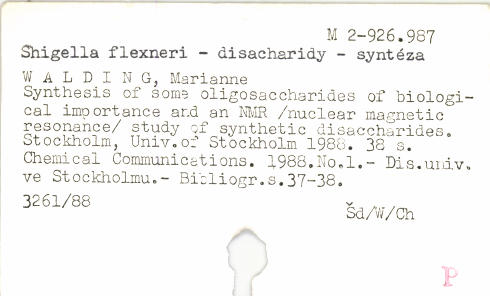 M 2-926.987
Shigella flexneri - disacharidy - syntéza
W A L D I N G, Marianne
Synthesis of some oligosaccharides of biologi-
cal importance and an NMR /nuclear magnetic
resonance/ study of synthetic disaccharides.
Stockholm, Univ.of Stockholm 1988. 38 s.
Chemical Communications. 1988.No.1.- Dis.univ.
ve Stockholmu.- Bibliogr.s.37-38.
3261/88
Šd/W/Ch
P